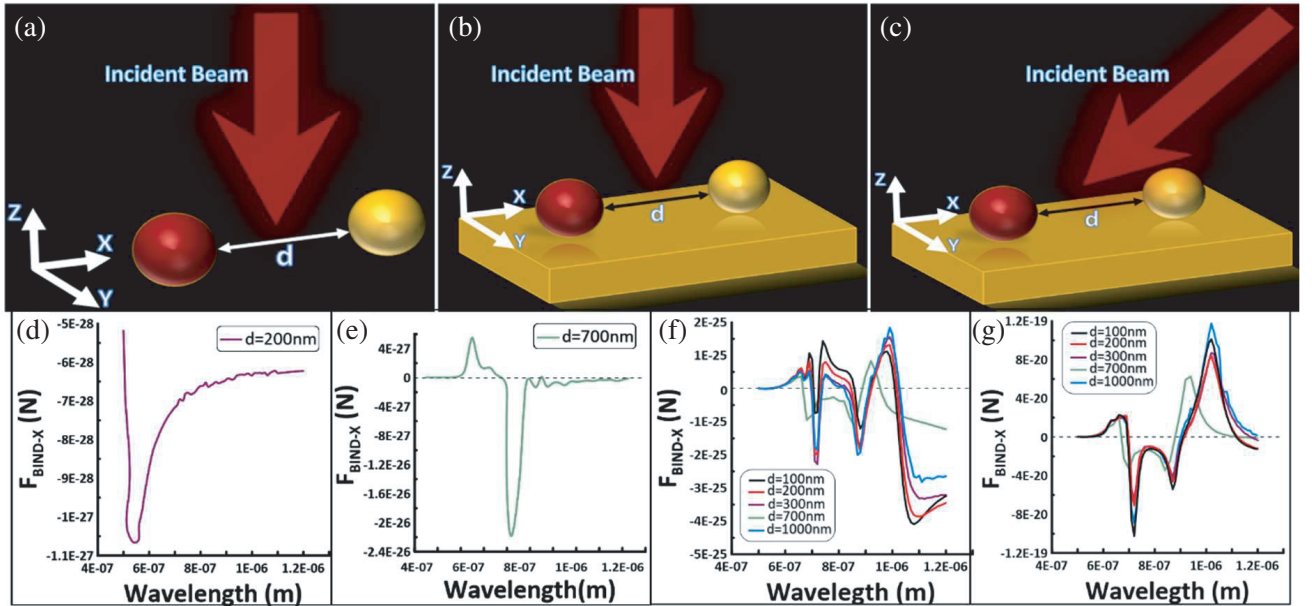 (a)
Incident Beam
Z
X
Y
d
(b)
Incident Beam
Z
X
Y
d
(c)
Incident Beam
Z
X
Y
d
(d)
d=200nm
-5E-28
-6E-28
-7E-28
-8E-28
-9E-28
-1E-27
-1.1E-27
F BIND-X (N)
4E-07 6E-07 8E-07 1E-06 1.2E-06
Wavelength (m)
(e)
d=700nm
4E-27
0
-4E-27
-8E-27
-1.2E-26
-1.6E-26
-2E-26
-2.4E-26
F BIND-X (N)
4E-07 6E-07 8E-07 1E-06 1.2E-06
Wavelength(m)
(f)
2E-25
1E-25
0
-1E-25
-2E-25
-3E-25
-4E-25
-5E-25
F BIND-X (N)
d=100nm
d=200nm
d=300nm
d=700nm
d=1000nm
4E-07 6E-07 8E-07 1E-06 1.2E-06
Wavelength (m)
(g)
d=100nm
d=200nm
d=300nm
d=700nm
d=1000nm
1.2E-19
8E-20
4E-20
0
-4E-20
-8E-20
-1.2E-19
F BIND-X (N)
4E-07 6E-07 8E-07 1E-06 1.2E-06
Wavelength (m)